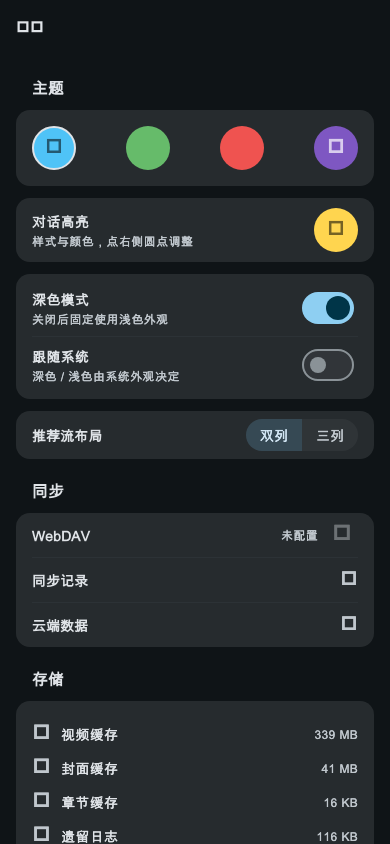 主题
对话高亮
样式与颜色，点右侧圆点调整
深色模式
关闭后固定使用浅色外观
跟随系统
深色 / 浅色由系统外观决定
推荐流布局 双列 三列
同步
WebDAV 未配置
同步记录
云端数据
存储
视频缓存 339 MB
封面缓存 41 MB
章节缓存 16 KB
遗留日志 116 KB